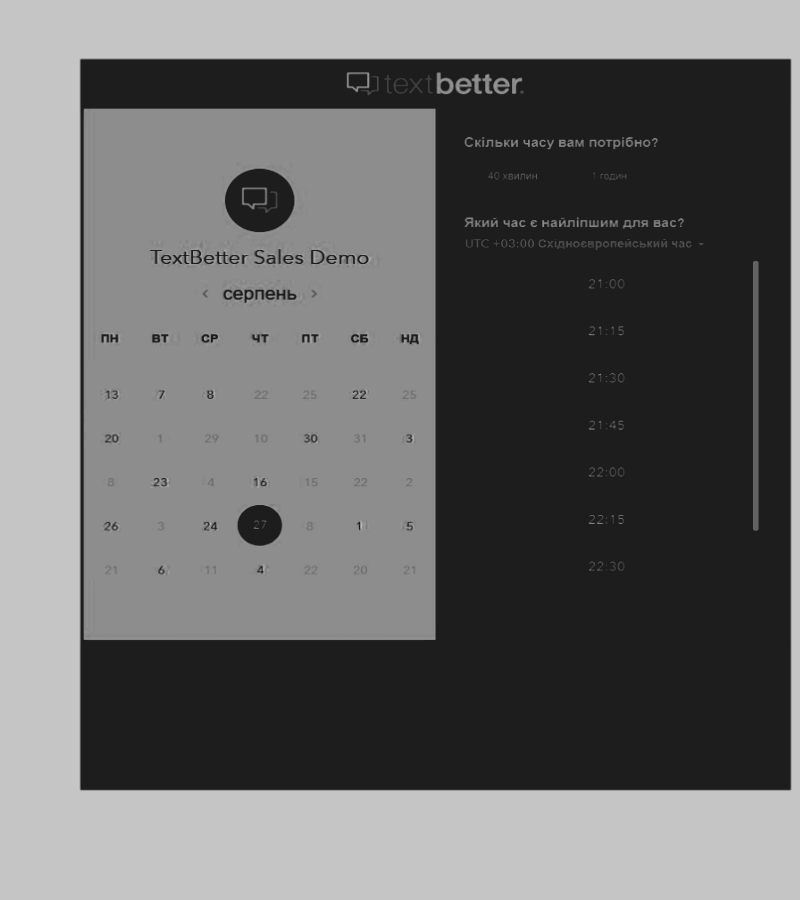 textbetter.
TextBetter Sales Demo
‹ серпень ›
ПН ВТ СР ЧТ ПТ СБ НД
13 7 8 22 25 22 25
20 1 29 10 30 31 3
8 23 4 16 15 22 2
26 3 24 27 8 1 5
21 6 11 4 22 20 21
Скільки часу вам потрібно?
40 хвилин 1 годин
Який час є найліпшим для вас?
UTC +03:00 Східноєвропейський час
21:00
21:15
21:30
21:45
22:00
22:15
22:30